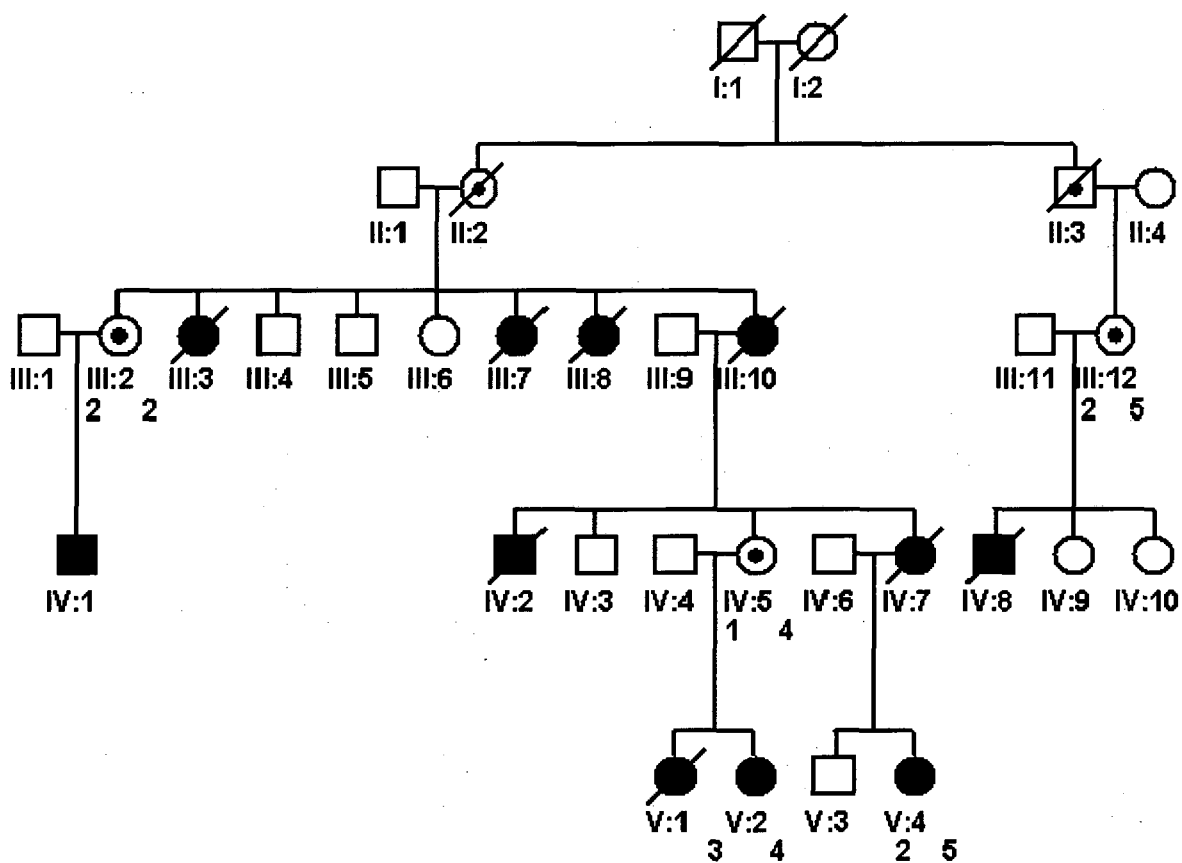 I:1 I:2
II:1 II:2 II:3 II:4
III:1 III:2 III:3 III:4 III:5 III:6 III:7 III:8 III:9 III:10 III:11 III:12
2 2 2 5
IV:1 IV:2 IV:3 IV:4 IV:5 IV:6 IV:7 IV:8 IV:9 IV:10
1 4
V:1 V:2 V:3 V:4
3 4 2 5